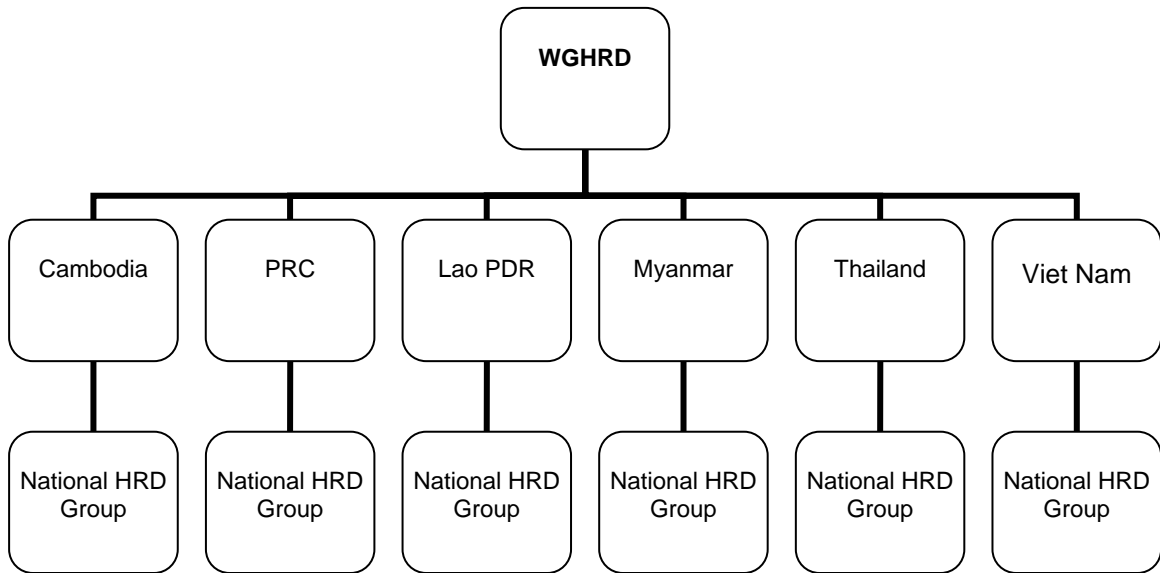 WGHRD
Cambodia
PRC
Lao PDR
Myanmar
Thailand
Viet Nam
National HRD
Group
National HRD
Group
National HRD
Group
National HRD
Group
National HRD
Group
National HRD
Group